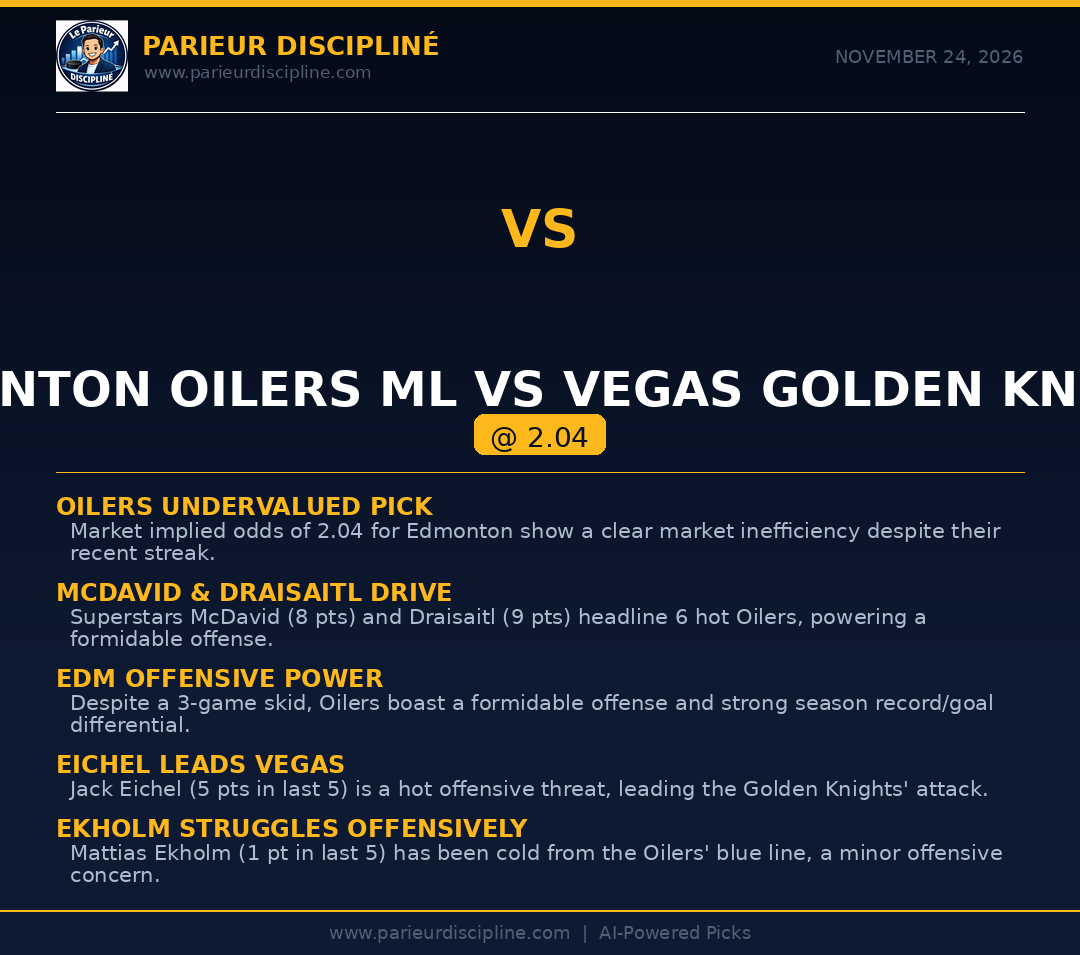 Le Parieur
DISCIPLINÉ
PARIEUR DISCIPLINÉ
www.parieurdiscipline.com
NOVEMBER 24, 2026
VS
NTON OILERS ML VS VEGAS GOLDEN KN
@ 2.04
OILERS UNDERVALUED PICK
Market implied odds of 2.04 for Edmonton show a clear market inefficiency despite their
recent streak.
MCDAVID & DRAISAITL DRIVE
Superstars McDavid (8 pts) and Draisaitl (9 pts) headline 6 hot Oilers, powering a
formidable offense.
EDM OFFENSIVE POWER
Despite a 3-game skid, Oilers boast a formidable offense and strong season record/goal
differential.
EICHEL LEADS VEGAS
Jack Eichel (5 pts in last 5) is a hot offensive threat, leading the Golden Knights' attack.
EKHOLM STRUGGLES OFFENSIVELY
Mattias Ekholm (1 pt in last 5) has been cold from the Oilers' blue line, a minor offensive
concern.
www.parieurdiscipline.com | AI-Powered Picks